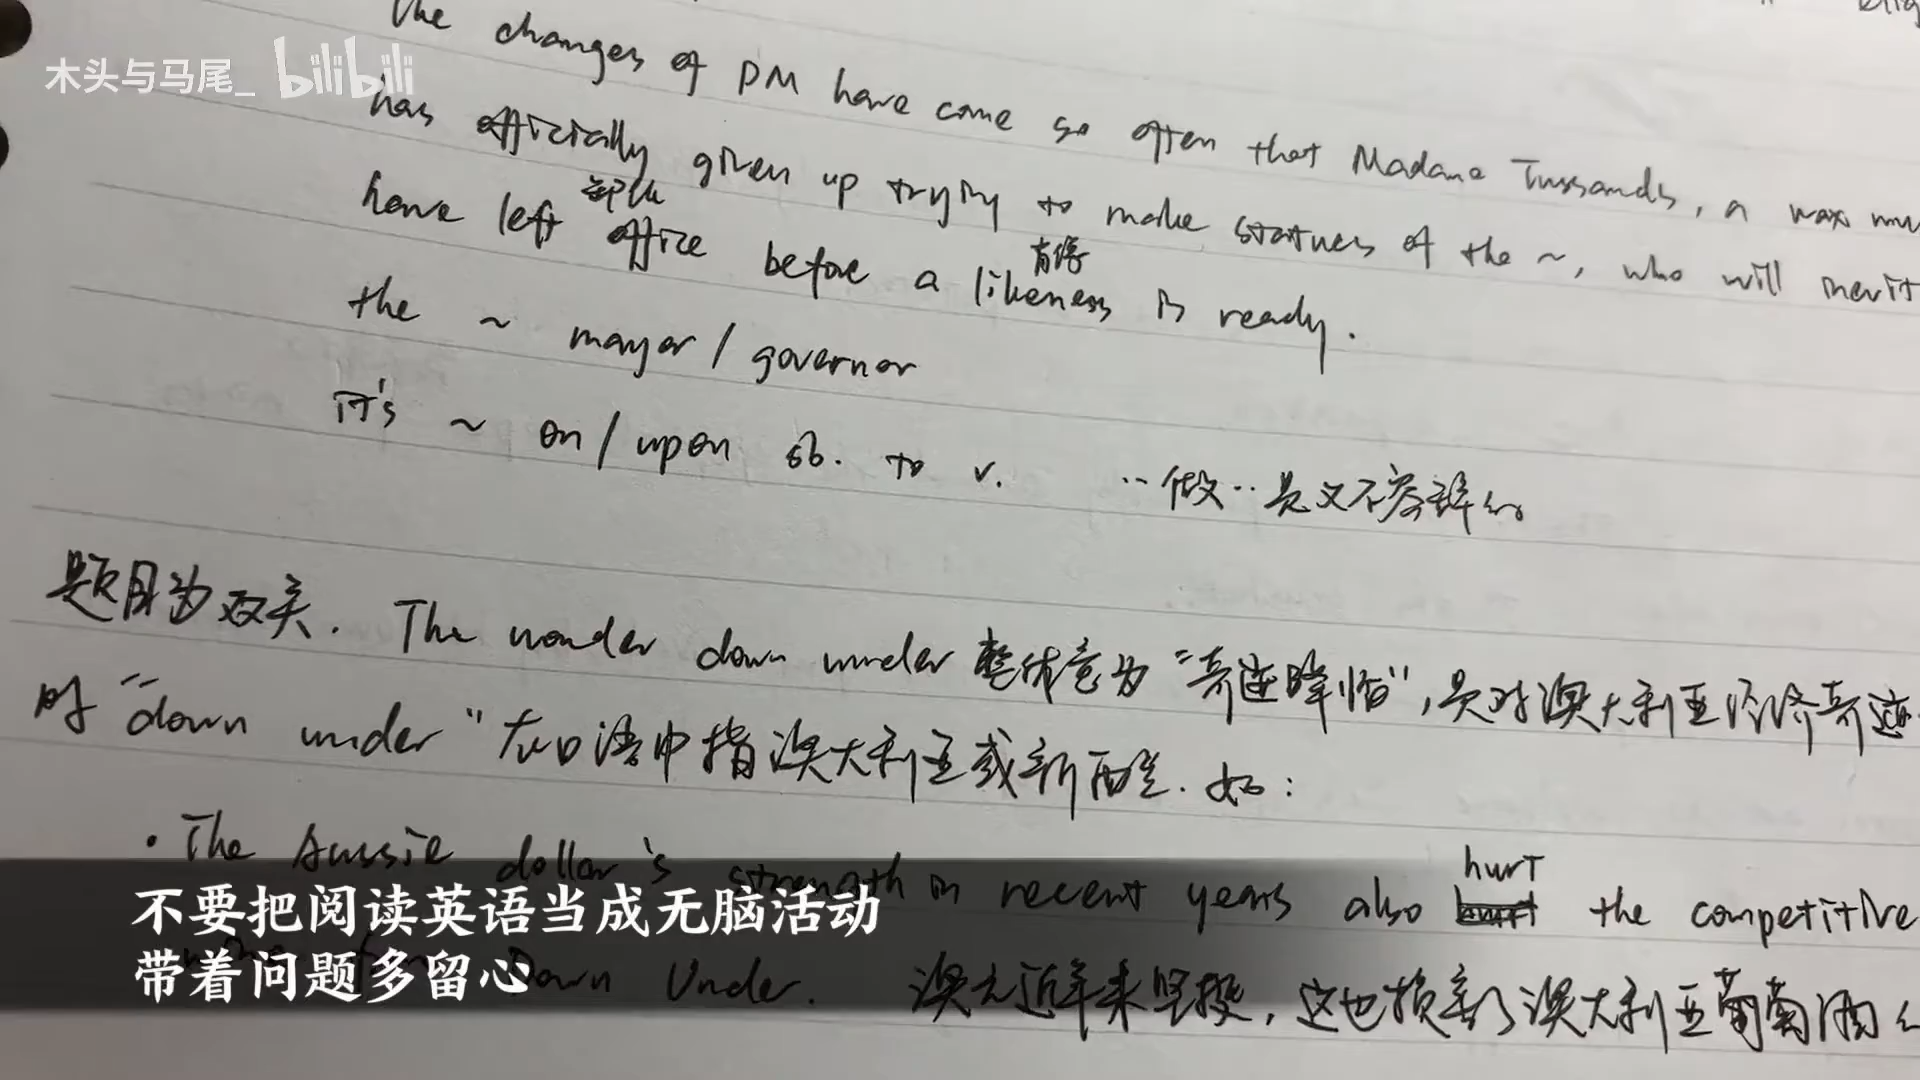 木头与马尾_ bilibili
The changes of PM have come so often that Madame Tussauds, a wax mu
has officially given up trying to make statues of the ~, who will inevit
卸任
have left office before a likeness is ready.
肖像
the ~ mayor / governor
it's ~ on / upon sb. to v. ··做·· 是义不容辞的
题目为双关. The wonder down under 整体意为 "奇迹降临", 是对澳大利亚经济奇迹
时 "down under" 在口语中指澳大利亚或新西兰. 如:
· The Aussie dollar's strength in recent years also hurt the competitive
Down Under. 澳元近年来坚挺, 这也损害了澳大利亚葡萄酒的
不要把阅读英语当成无脑活动
带着问题多留心